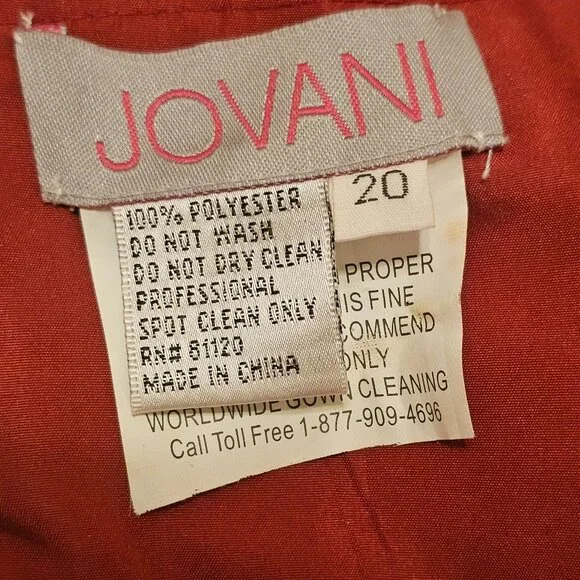 JOVANI
20
100% POLYESTER
DO NOT WASH
DO NOT DRY CLEAN
PROFESSIONAL
SPOT CLEAN ONLY
RN# 61120
MADE IN CHINA
PROPER
IS FINE
COMMEND
ONLY
WORLDWIDE GOWN CLEANING
Call Toll Free 1-877-909-4696